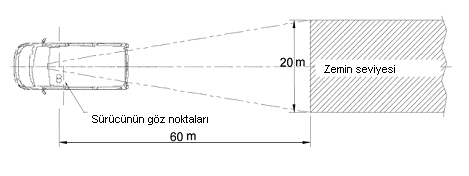 20 m
Zemin seviyesi
Sürücünün göz noktaları
60 m